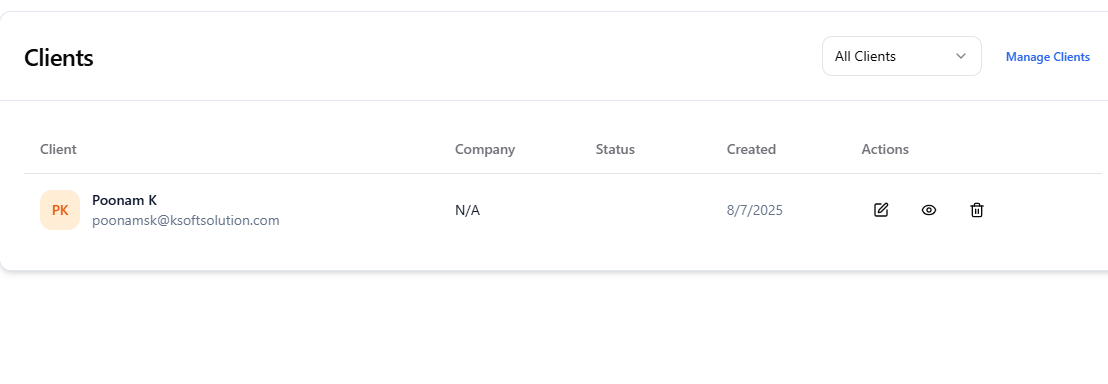 Clients
All Clients
Manage Clients
Client Company Status Created Actions
PK
Poonam K
poonamsk@ksoftsolution.com
N/A
8/7/2025